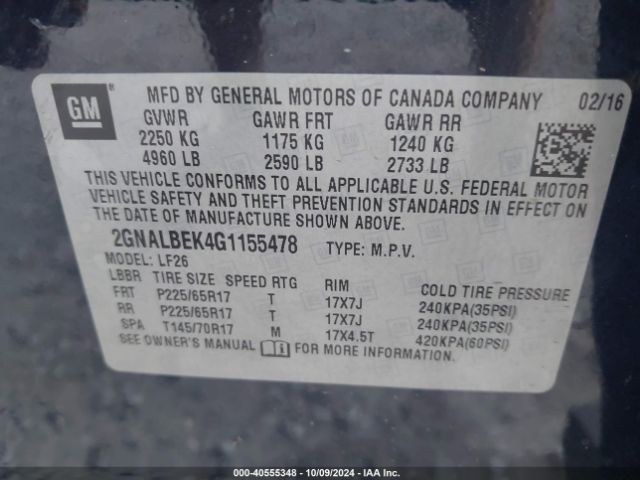 GM MFD BY GENERAL MOTORS OF CANADA COMPANY 02/16
GVWR GAWR FRT GAWR RR
2250 KG 1175 KG 1240 KG
4960 LB 2590 LB 2733 LB
THIS VEHICLE CONFORMS TO ALL APPLICABLE U.S. FEDERAL MOTOR
VEHICLE SAFETY AND THEFT PREVENTION STANDARDS IN EFFECT ON
THE DATE OF MANUFACTURE SHOWN ABOVE.
2GNALBEK4G1155478 TYPE: M.P.V.
MODEL: LF26
LBBR TIRE SIZE SPEED RTG RIM COLD TIRE PRESSURE
FRT P225/65R17 T 17X7J 240KPA(35PSI)
RR P225/65R17 T 17X7J 240KPA(35PSI)
SPA T145/70R17 M 17X4.5T 420KPA(60PSI)
SEE OWNER'S MANUAL FOR MORE INFORMATION.
000-40555348 - 10/09/2024 - IAA Inc.